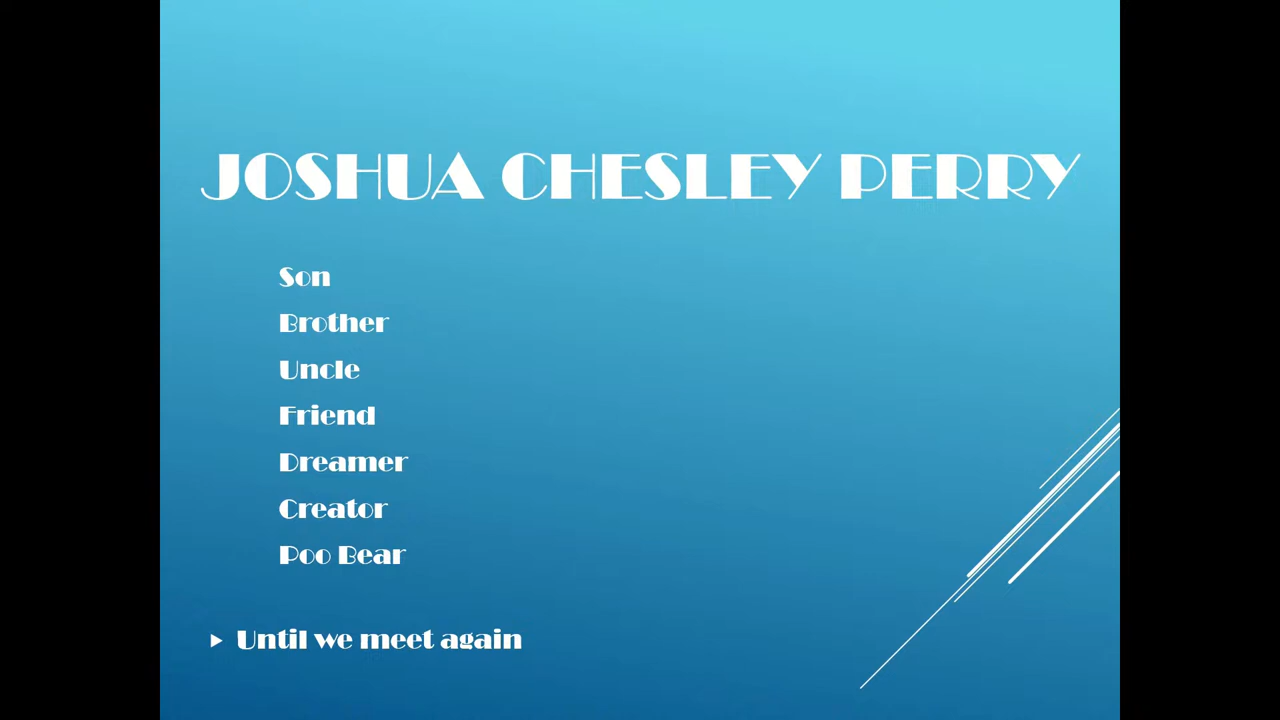 JOSHUA CHESLEY PERRY
Son
Brother
Uncle
Friend
Dreamer
Creator
Poo Bear
Until we meet again